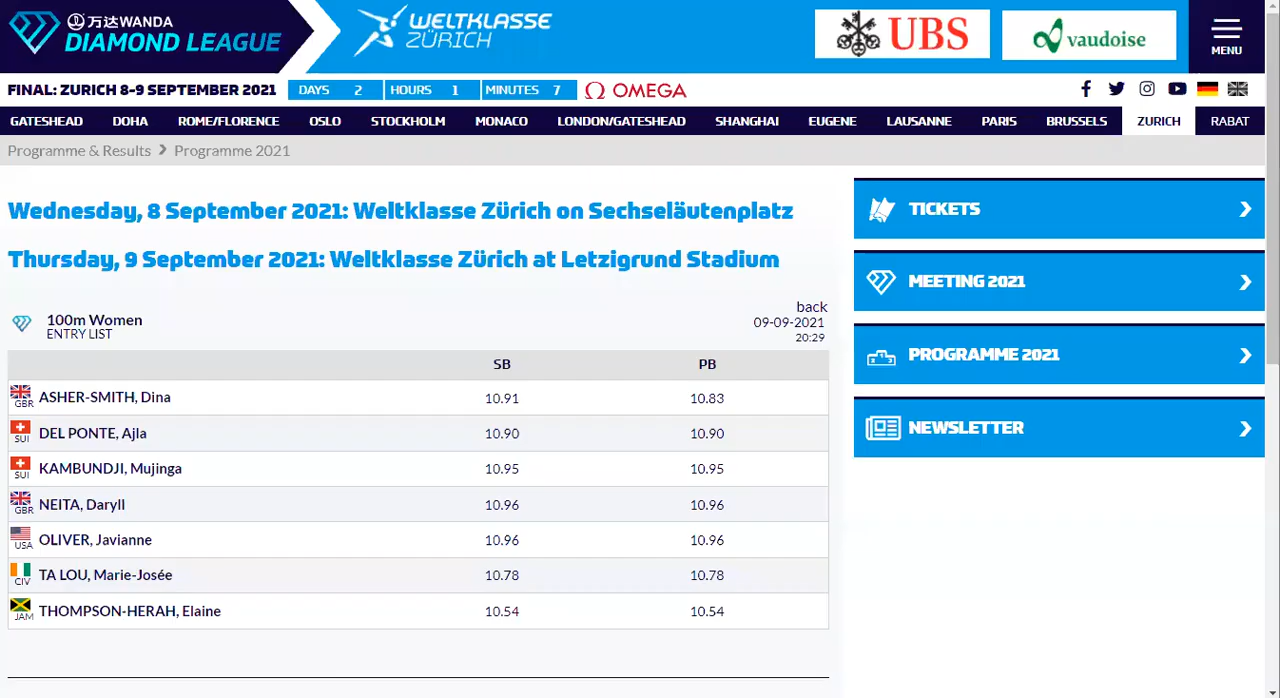 万达WANDA
DIAMOND LEAGUE
WELTKLASSE
ZÜRICH
UBS
vaudoise
MENU
FINAL: ZURICH 8-9 SEPTEMBER 2021
DAYS 2 HOURS 1 MINUTES 7
Ω OMEGA
GATESHEAD DOHA ROME/FLORENCE OSLO STOCKHOLM MONACO LONDON/GATESHEAD SHANGHAI EUGENE LAUSANNE PARIS BRUSSELS ZURICH RABAT
Programme & Results > Programme 2021
Wednesday, 8 September 2021: Weltklasse Zürich on Sechseläutenplatz
Thursday, 9 September 2021: Weltklasse Zürich at Letzigrund Stadium
100m Women
ENTRY LIST
back
09-09-2021
20:29
SB PB
GBR ASHER-SMITH, Dina 10.91 10.83
SUI DEL PONTE, Ajla 10.90 10.90
SUI KAMBUNDJI, Mujinga 10.95 10.95
GBR NEITA, Daryll 10.96 10.96
USA OLIVER, Javianne 10.96 10.96
CIV TA LOU, Marie-Josée 10.78 10.78
JAM THOMPSON-HERAH, Elaine 10.54 10.54
TICKETS
MEETING 2021
PROGRAMME 2021
NEWSLETTER